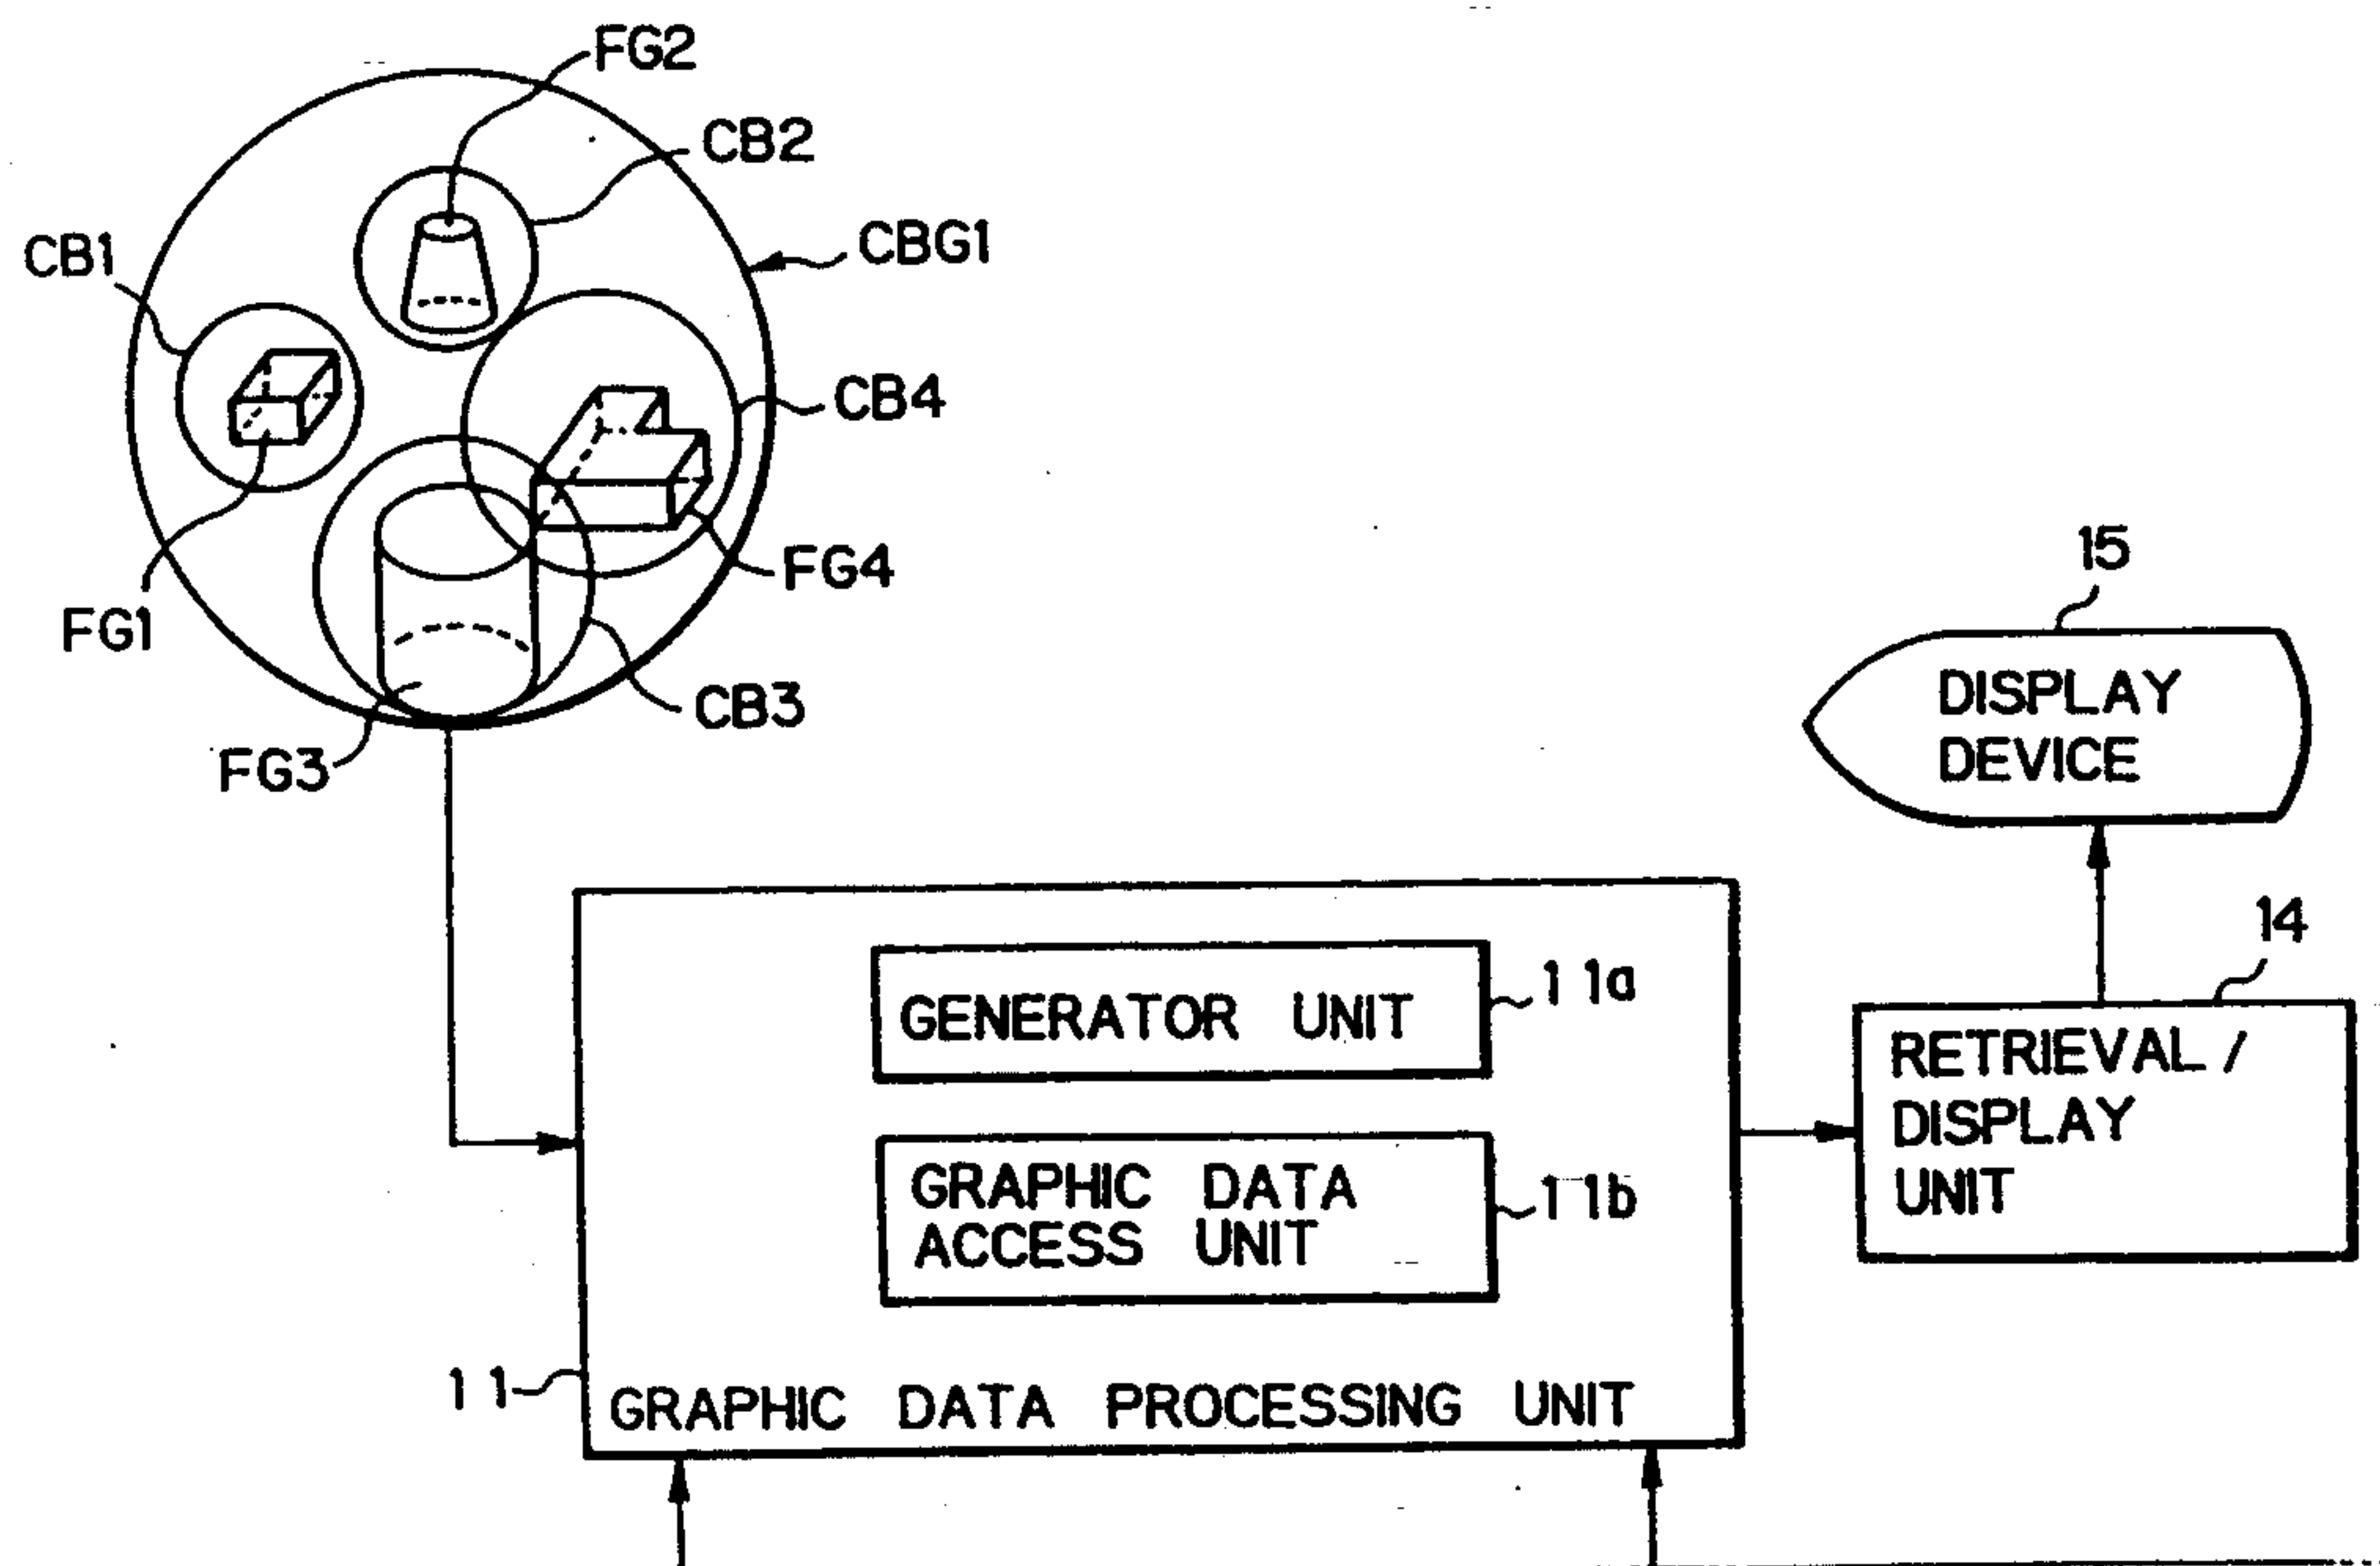 FG2
CB2
CB1
CBG1
CB4
FG4
FG1
CB3
FG3
15
DISPLAY
DEVICE
14
GENERATOR UNIT
11a
RETRIEVAL /
DISPLAY
UNIT
GRAPHIC DATA
ACCESS UNIT
11b
11
GRAPHIC DATA PROCESSING UNIT